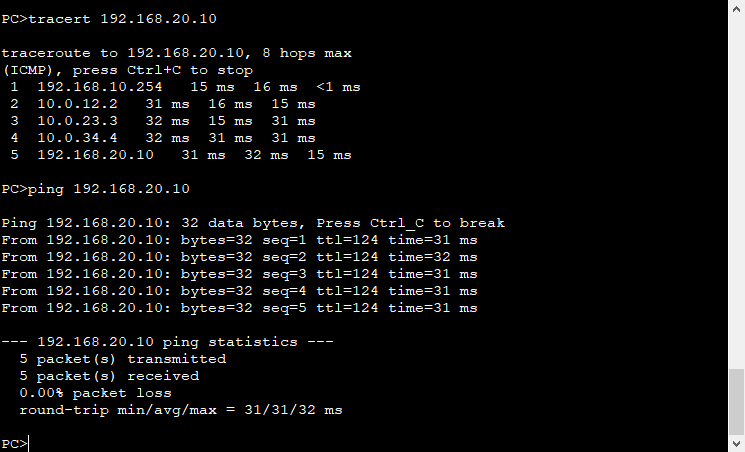 PC>tracert 192.168.20.10
traceroute to 192.168.20.10, 8 hops max
(ICMP), press Ctrl+C to stop
1 192.168.10.254 15 ms 16 ms <1 ms
2 10.0.12.2 31 ms 16 ms 15 ms
3 10.0.23.3 32 ms 15 ms 31 ms
4 10.0.34.4 32 ms 31 ms 31 ms
5 192.168.20.10 31 ms 32 ms 15 ms
PC>ping 192.168.20.10
Ping 192.168.20.10: 32 data bytes, Press Ctrl_C to break
From 192.168.20.10: bytes=32 seq=1 ttl=124 time=31 ms
From 192.168.20.10: bytes=32 seq=2 ttl=124 time=32 ms
From 192.168.20.10: bytes=32 seq=3 ttl=124 time=31 ms
From 192.168.20.10: bytes=32 seq=4 ttl=124 time=31 ms
From 192.168.20.10: bytes=32 seq=5 ttl=124 time=31 ms
--- 192.168.20.10 ping statistics ---
5 packet(s) transmitted
5 packet(s) received
0.00% packet loss
round-trip min/avg/max = 31/31/32 ms
PC>